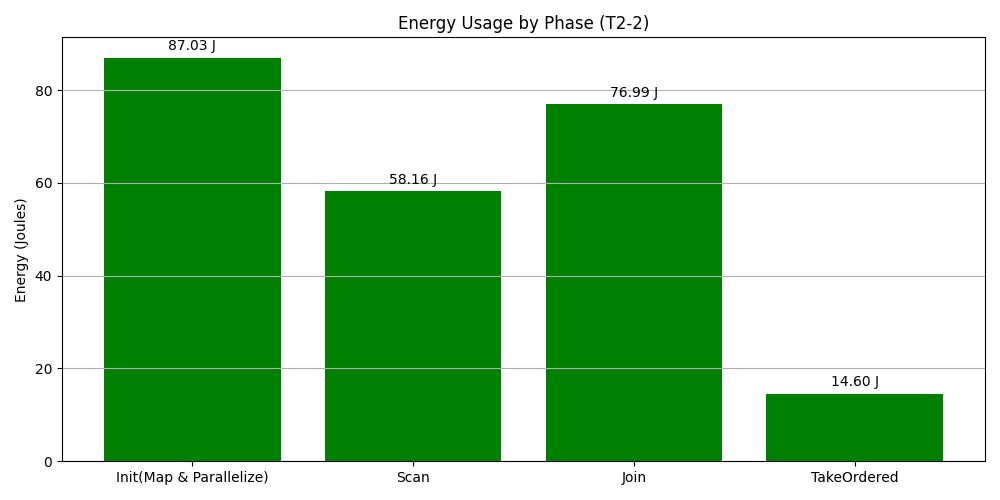 Energy Usage by Phase (T2-2)
Energy (Joules)
80
60
40
20
0
87.03 J
58.16 J
76.99 J
14.60 J
Init(Map & Parallelize)
Scan
Join
TakeOrdered